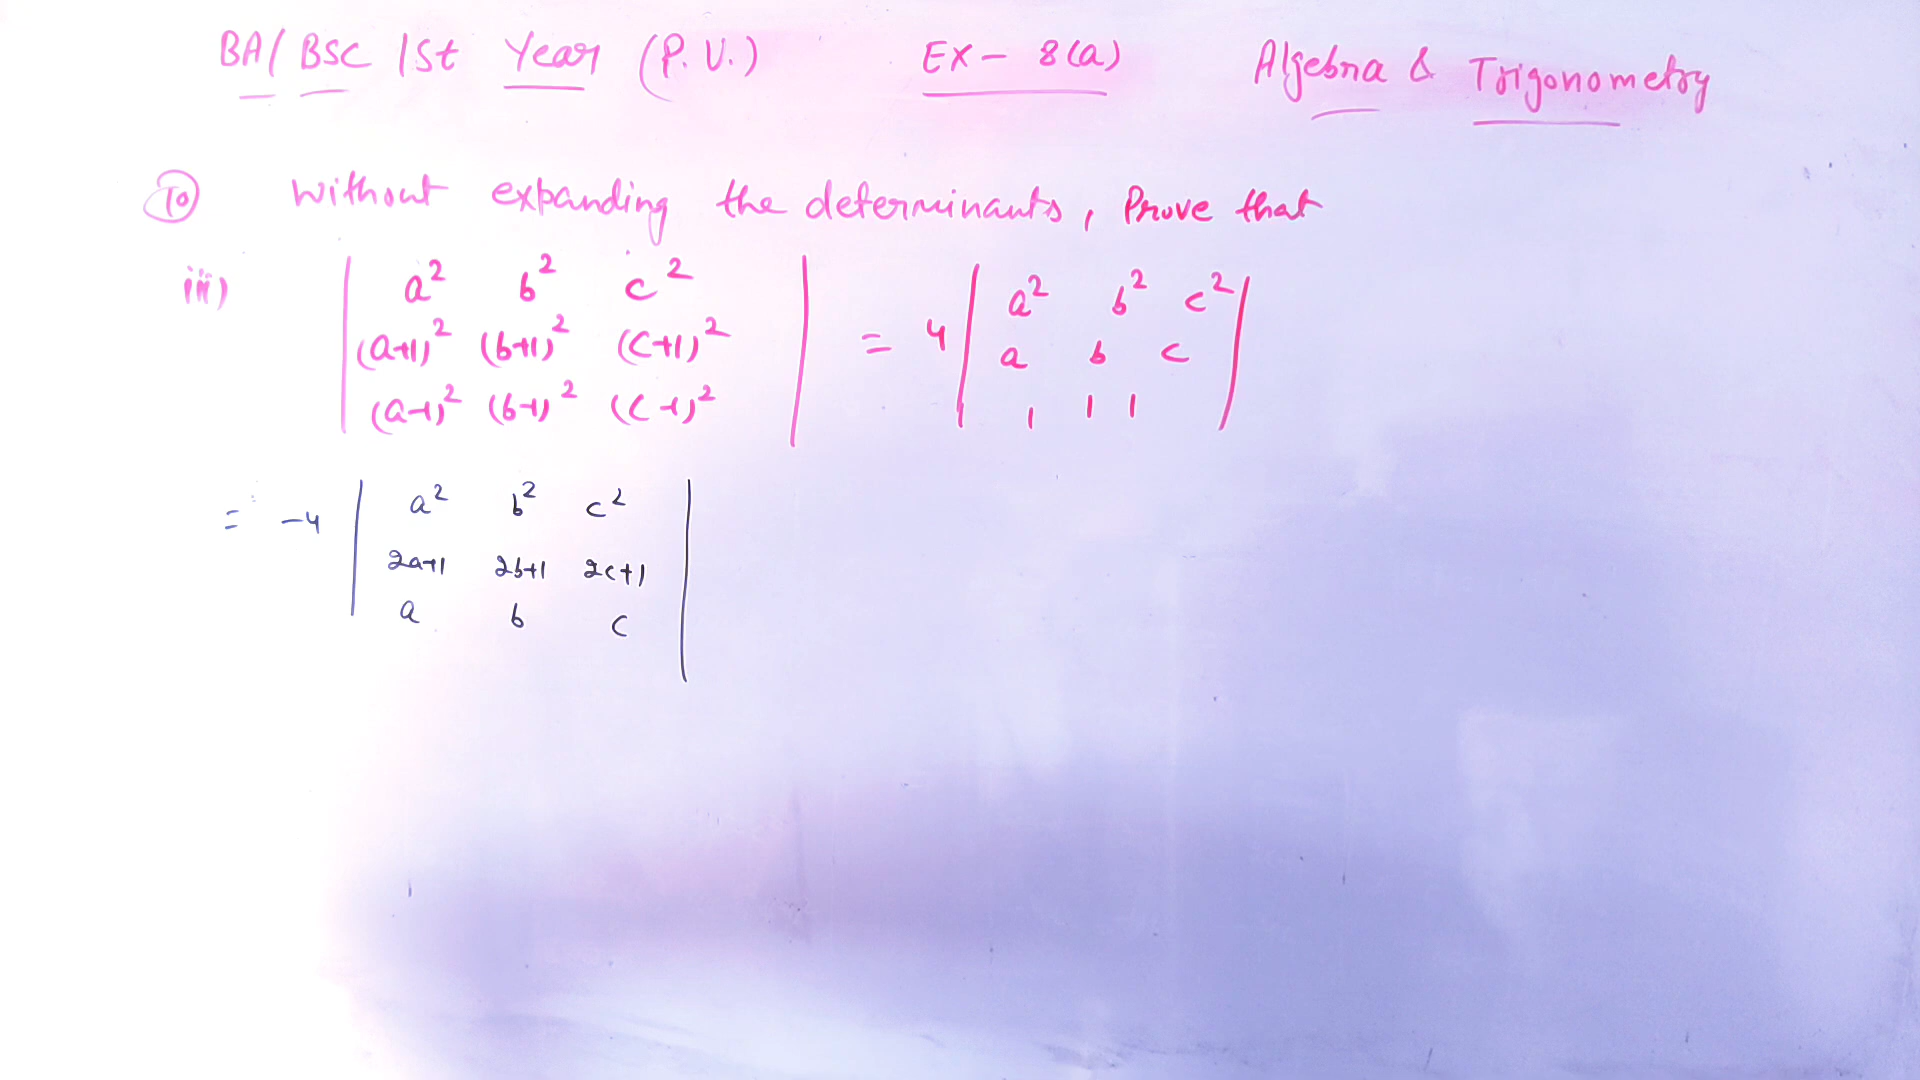 BA/ BSC 1St Year (P.U.) EX- 8(a) Algebra & Trigonometry
10 Without expanding the determinants, Prove that
iii) | a² b² c² | = 4 | a² b² c² |
| (a+1)² (b+1)² (c+1)² | | a b c |
| (a-1)² (b-1)² (c-1)² | | 1 1 1 |
= -4 | a² b² c² |
| 2a+1 2b+1 2c+1 |
| a b c |